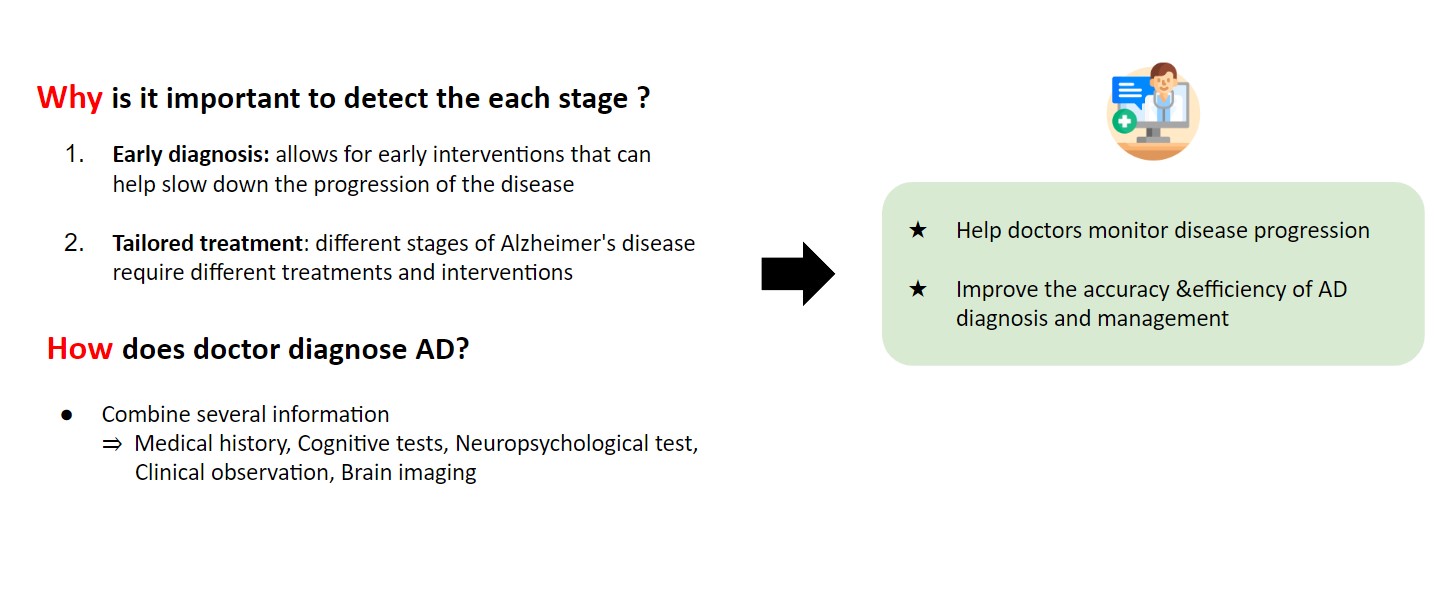 Why is it important to detect the each stage ?
1. Early diagnosis: allows for early interventions that can
help slow down the progression of the disease
2. Tailored treatment: different stages of Alzheimer's disease
require different treatments and interventions
How does doctor diagnose AD?
● Combine several information
⇒ Medical history, Cognitive tests, Neuropsychological test,
Clinical observation, Brain imaging
★ Help doctors monitor disease progression
★ Improve the accuracy &efficiency of AD
diagnosis and management